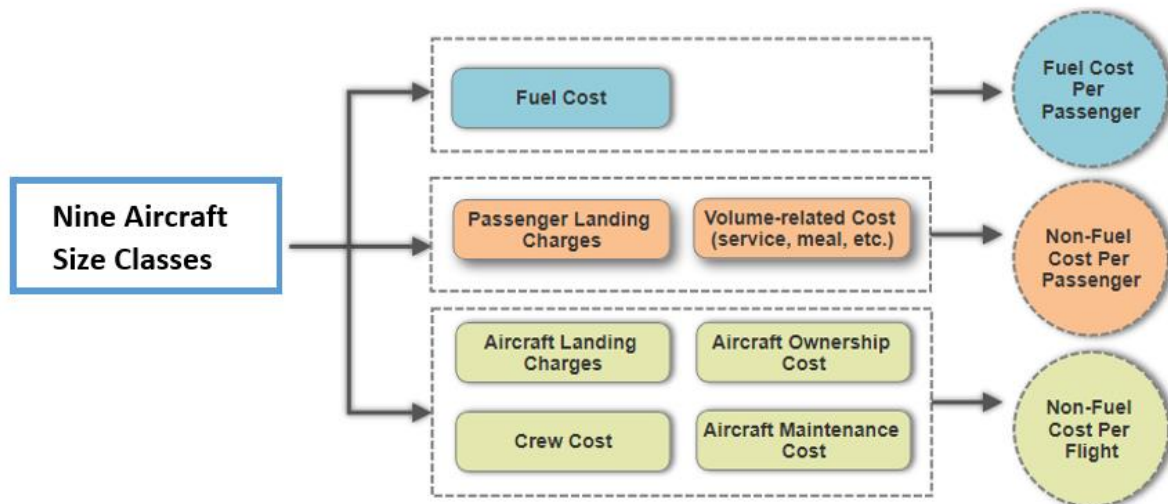 Nine Aircraft
Size Classes
Fuel Cost
Fuel Cost
Per
Passenger
Passenger Landing
Charges
Volume-related Cost
(service, meal, etc.)
Non-Fuel
Cost Per
Passenger
Aircraft Landing
Charges
Aircraft Ownership
Cost
Crew Cost
Aircraft Maintenance
Cost
Non-Fuel
Cost Per
Flight